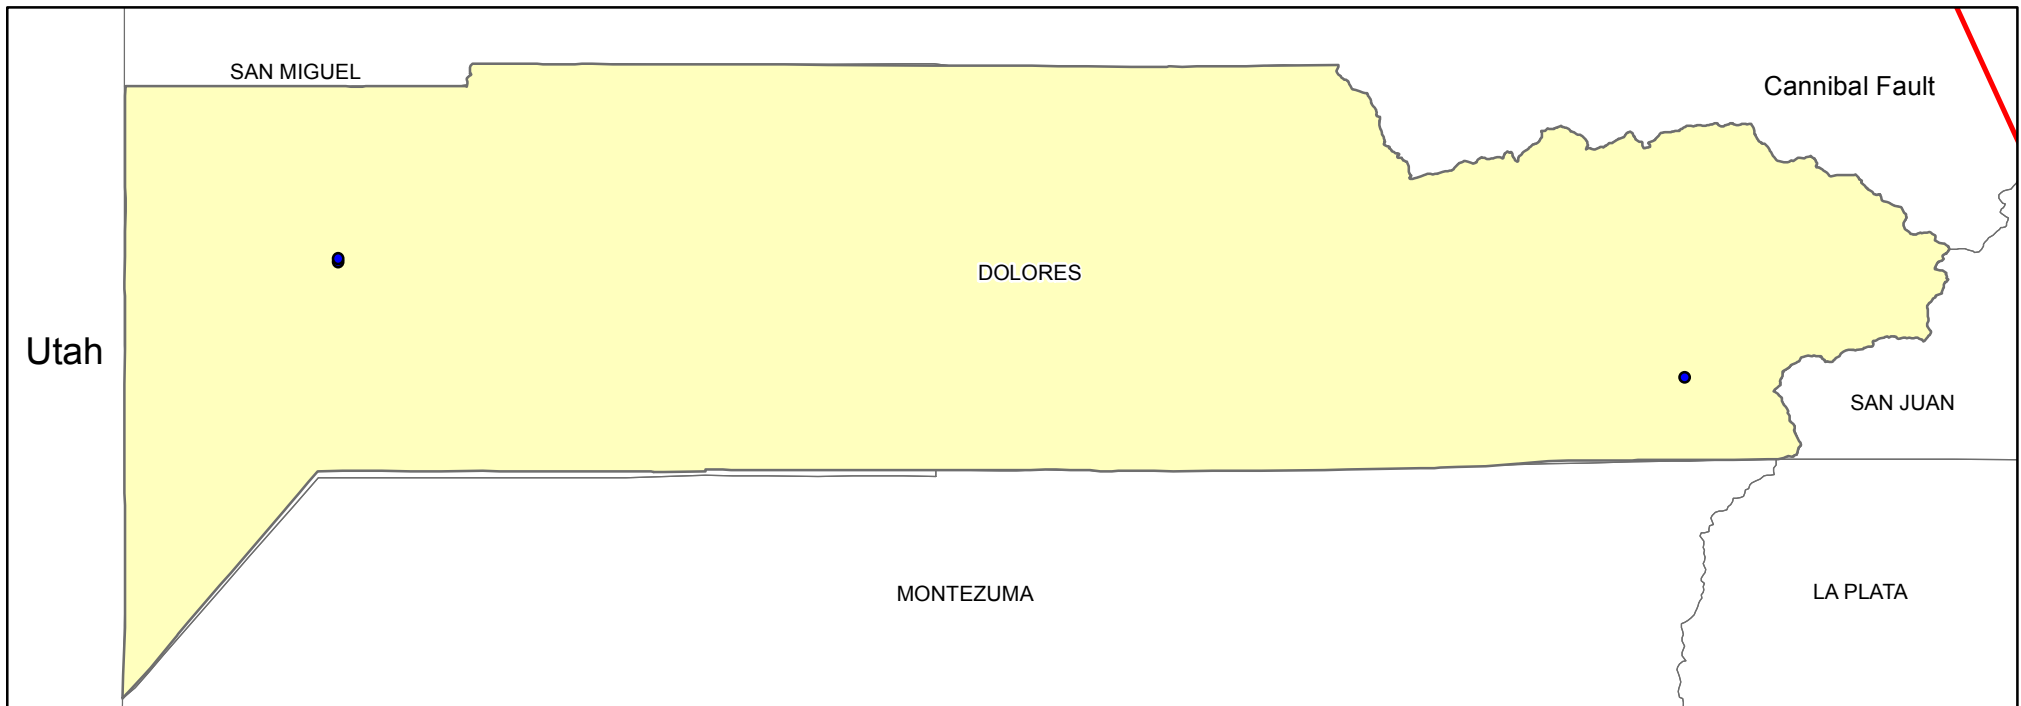 SAN MIGUEL
Cannibal Fault
DOLORES
Utah
SAN JUAN
MONTEZUMA
LA PLATA